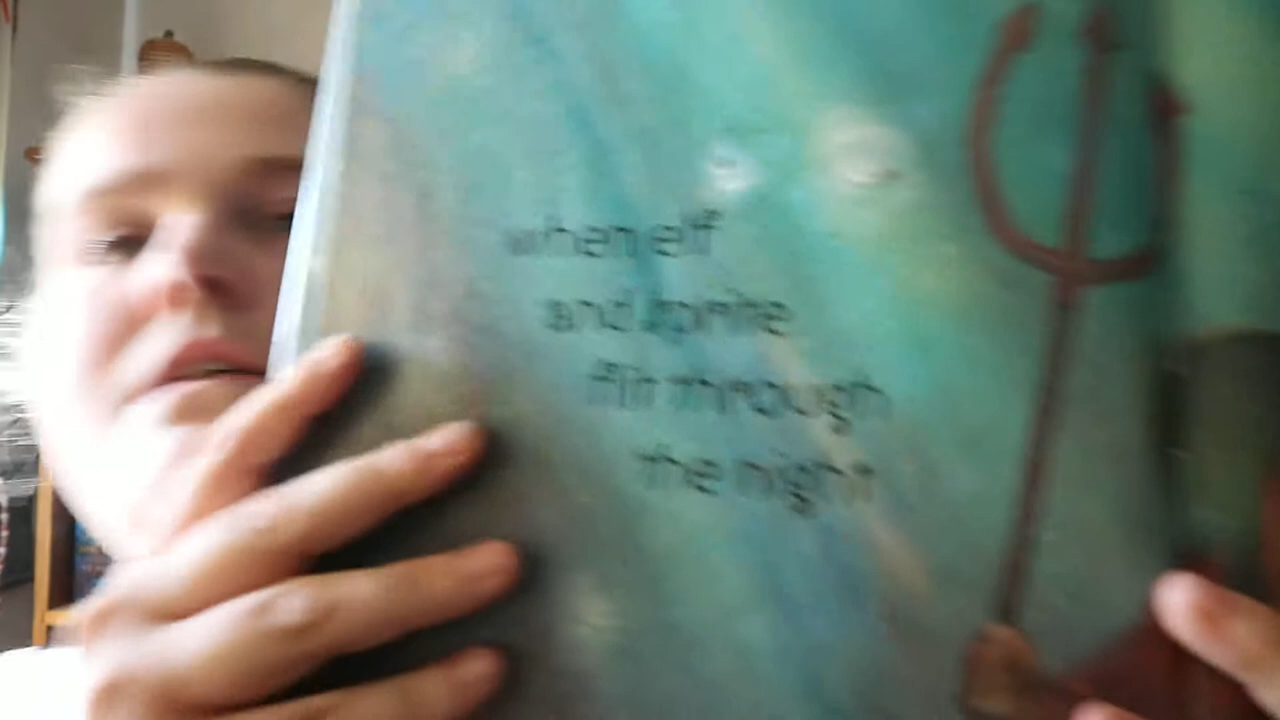 when elf
and sprite
flit through
the night